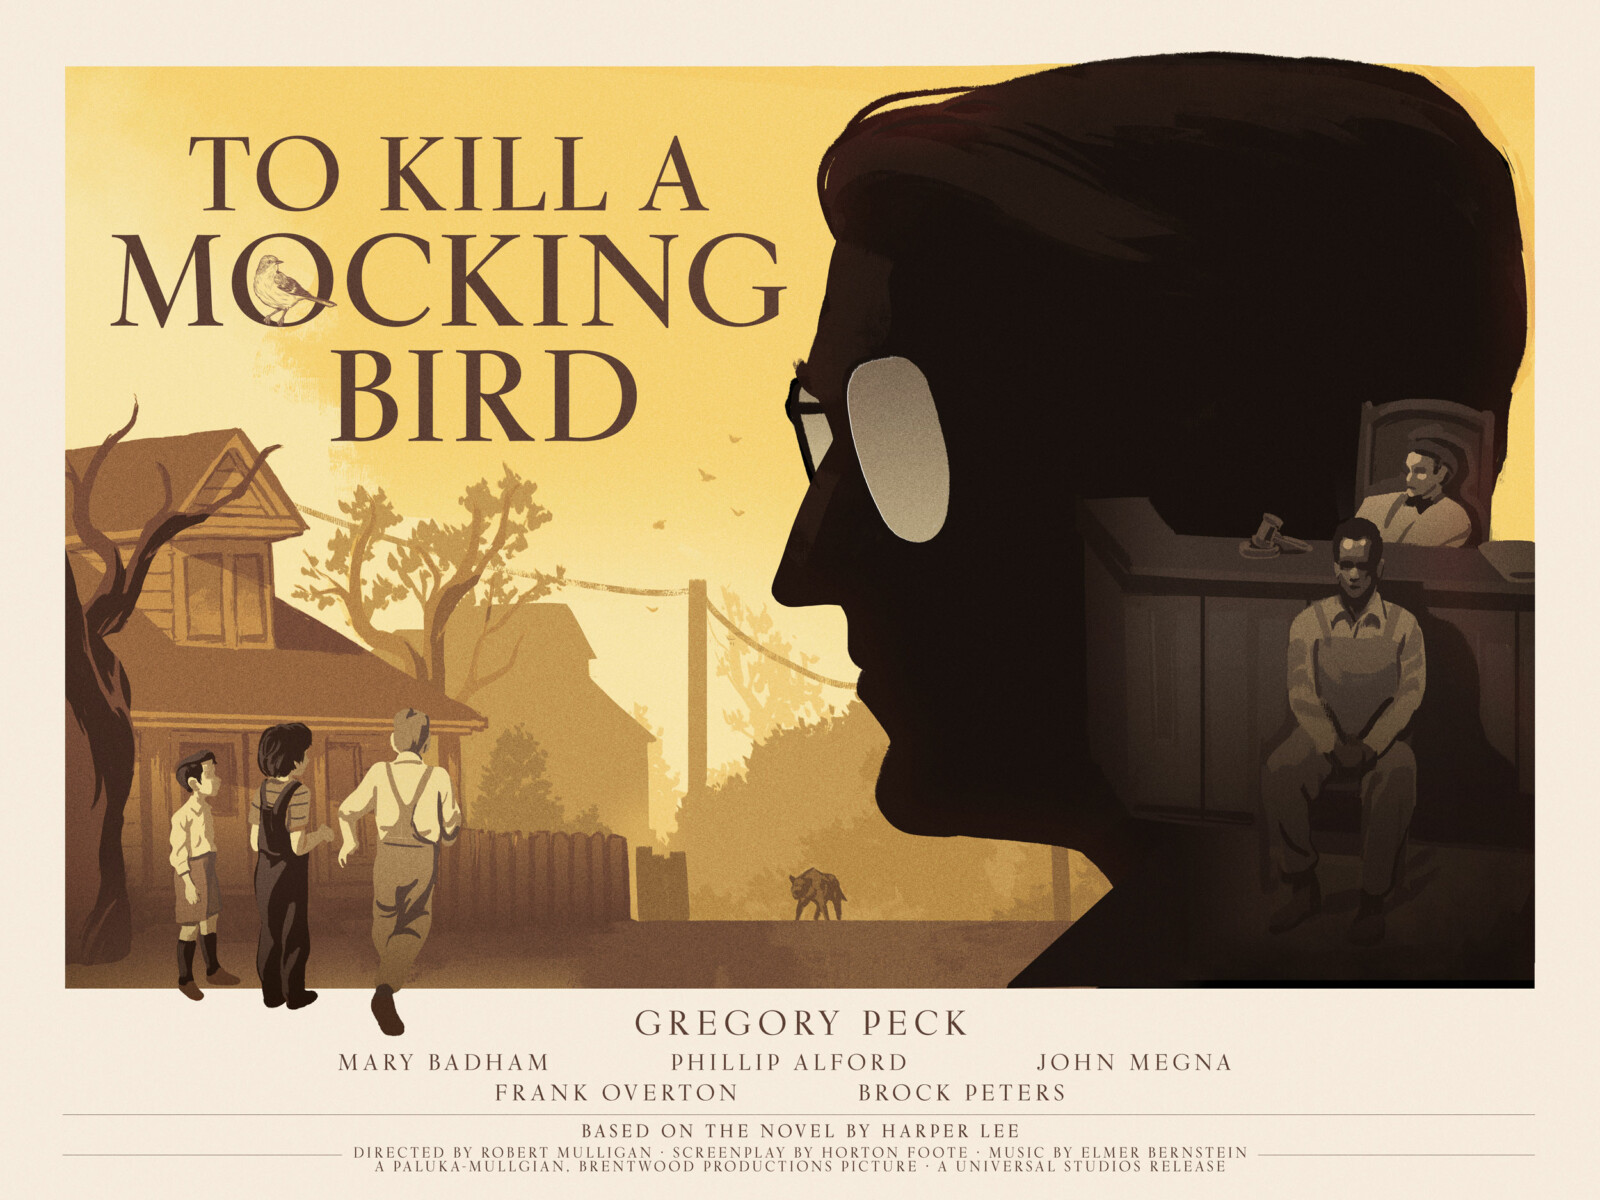 TO KILL A
MOCKING
BIRD
GREGORY PECK
MARY BADHAM PHILLIP ALFORD JOHN MEGNA
FRANK OVERTON BROCK PETERS
BASED ON THE NOVEL BY HARPER LEE
DIRECTED BY ROBERT MULLIGAN · SCREENPLAY BY HORTON FOOTE · MUSIC BY ELMER BERNSTEIN
A PALUKA-MULLGIAN, BRENTWOOD PRODUCTIONS PICTURE · A UNIVERSAL STUDIOS RELEASE